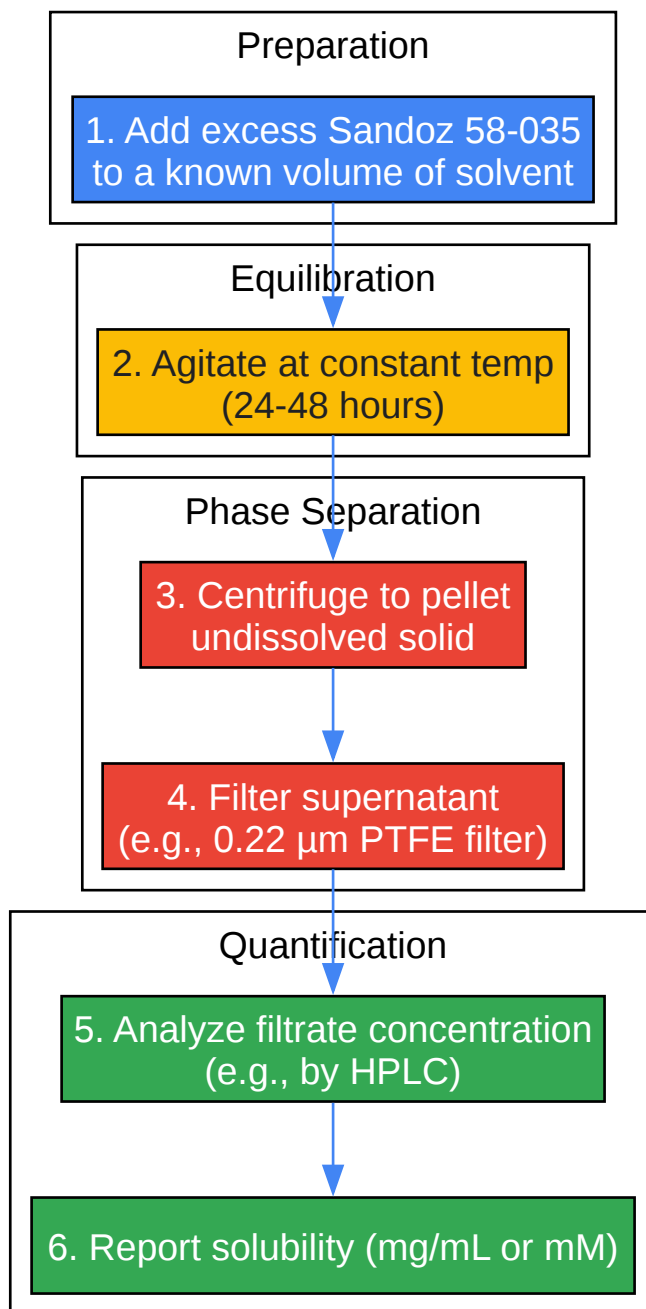 Preparation
1. Add excess Sandoz 58-035
to a known volume of solvent
Equilibration
2. Agitate at constant temp
(24-48 hours)
Phase Separation
3. Centrifuge to pellet
undissolved solid
4. Filter supernatant
(e.g., 0.22 µm PTFE filter)
Quantification
5. Analyze filtrate concentration
(e.g., by HPLC)
6. Report solubility (mg/mL or mM)